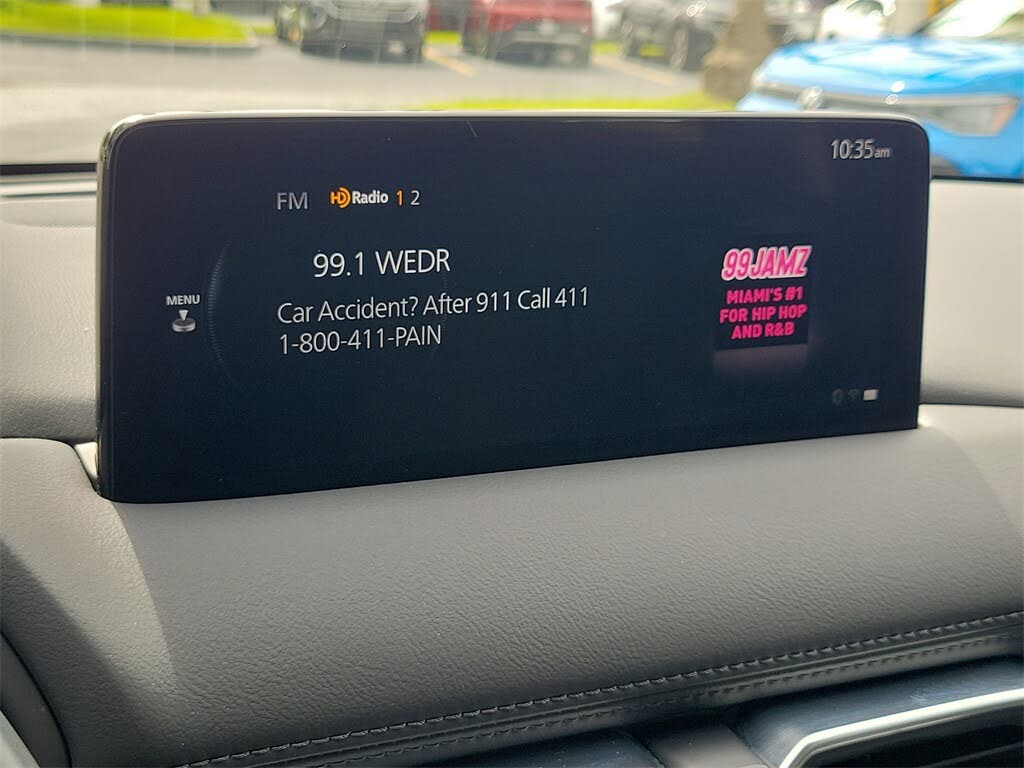 10:35am
FM HD Radio 1 2
99.1 WEDR
MENU
Car Accident? After 911 Call 411
1-800-411-PAIN
99JAMZ
MIAMI'S #1
FOR HIP HOP
AND R&B